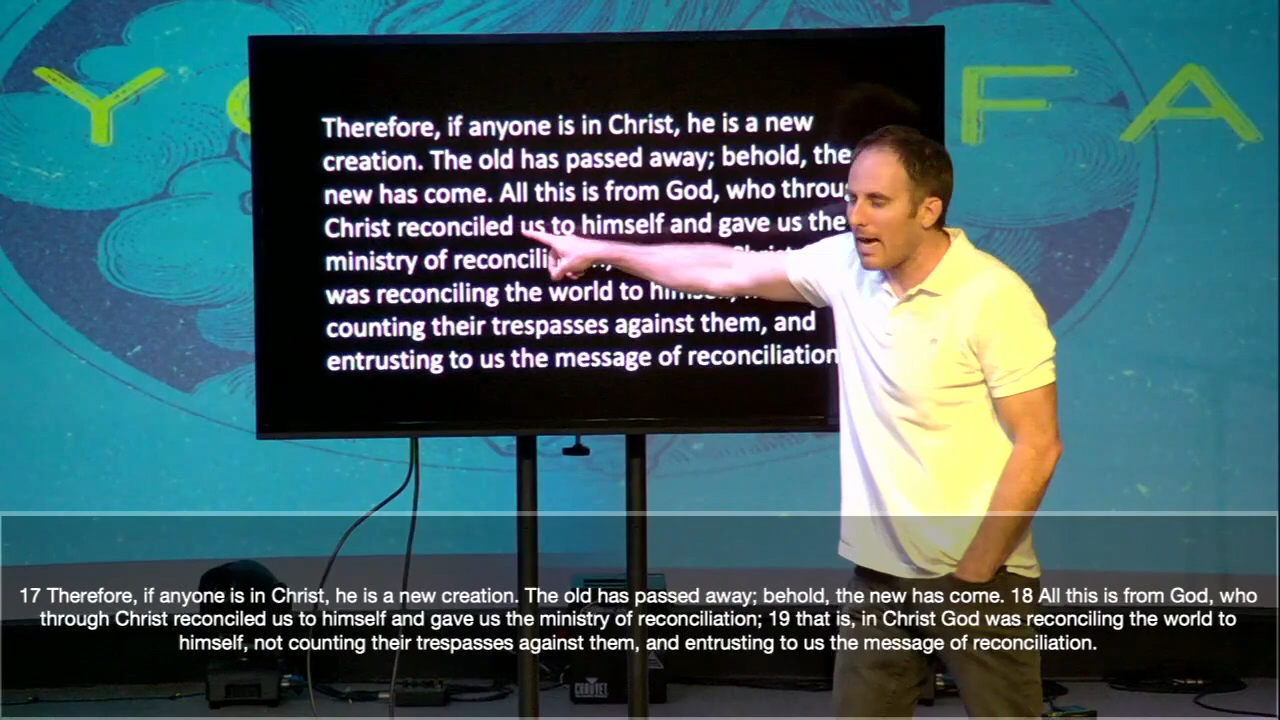 Y FA
Therefore, if anyone is in Christ, he is a new
creation. The old has passed away; behold, the
new has come. All this is from God, who
Christ reconciled us to himself and gave us the
ministry of
was reconciling the world to
counting their trespasses against them, and
entrusting to us the message of reconciliation
17 Therefore, if anyone is in Christ, he is a new creation. The old has passed away; behold, the new has come. 18 All this is from God, who
through Christ reconciled us to himself and gave us the ministry of reconciliation; 19 that is, in Christ God was reconciling the world to
himself, not counting their trespasses against them, and entrusting to us the message of reconciliation.
CHAUVET